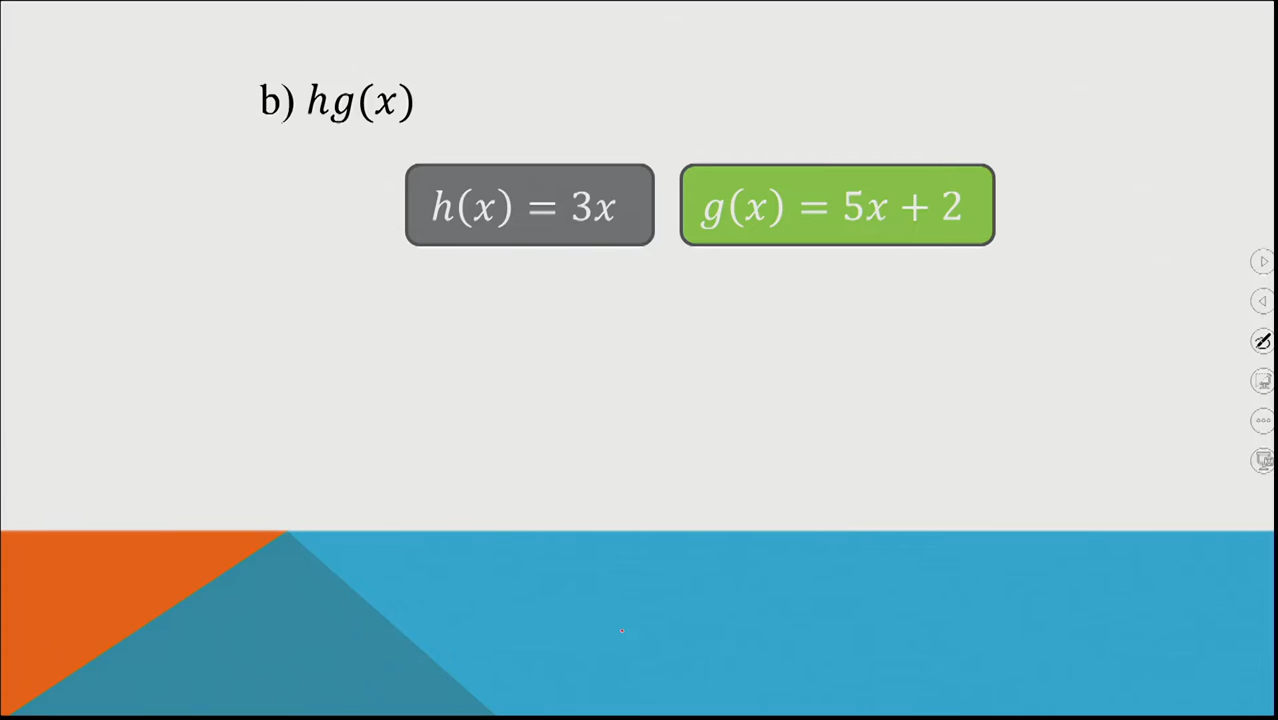 b) hg(x)
h(x) = 3x
g(x) = 5x + 2